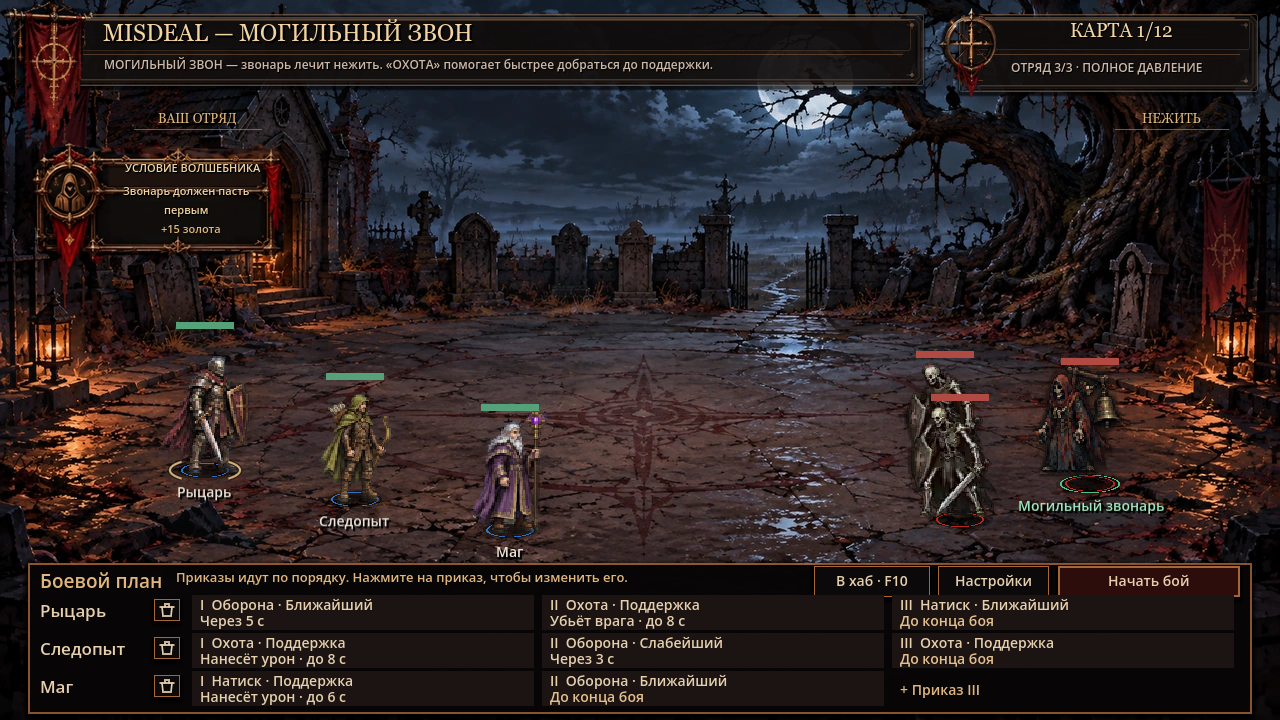 MISDEAL — МОГИЛЬНЫЙ ЗВОН
МОГИЛЬНЫЙ ЗВОН — звонарь лечит нежить. «ОХОТА» помогает быстрее добраться до поддержки.
КАРТА 1/12
ОТРЯД 3/3 · ПОЛНОЕ ДАВЛЕНИЕ
ВАШ ОТРЯД
НЕЖИТЬ
УСЛОВИЕ ВОЛШЕБНИКА
Звонарь должен пасть
первым
+15 золота
Рыцарь
Следопыт
Маг
Могильный звонарь
Боевой план
Приказы идут по порядку. Нажмите на приказ, чтобы изменить его.
В хаб · F10
Настройки
Начать бой
Рыцарь
I Оборона · Ближайший
Через 5 с
II Охота · Поддержка
Убьёт врага · до 8 с
III Натиск · Ближайший
До конца боя
Следопыт
I Охота · Поддержка
Нанесёт урон · до 8 с
II Оборона · Слабейший
Через 3 с
III Охота · Поддержка
До конца боя
Маг
I Натиск · Поддержка
Нанесёт урон · до 6 с
II Оборона · Ближайший
До конца боя
+ Приказ III